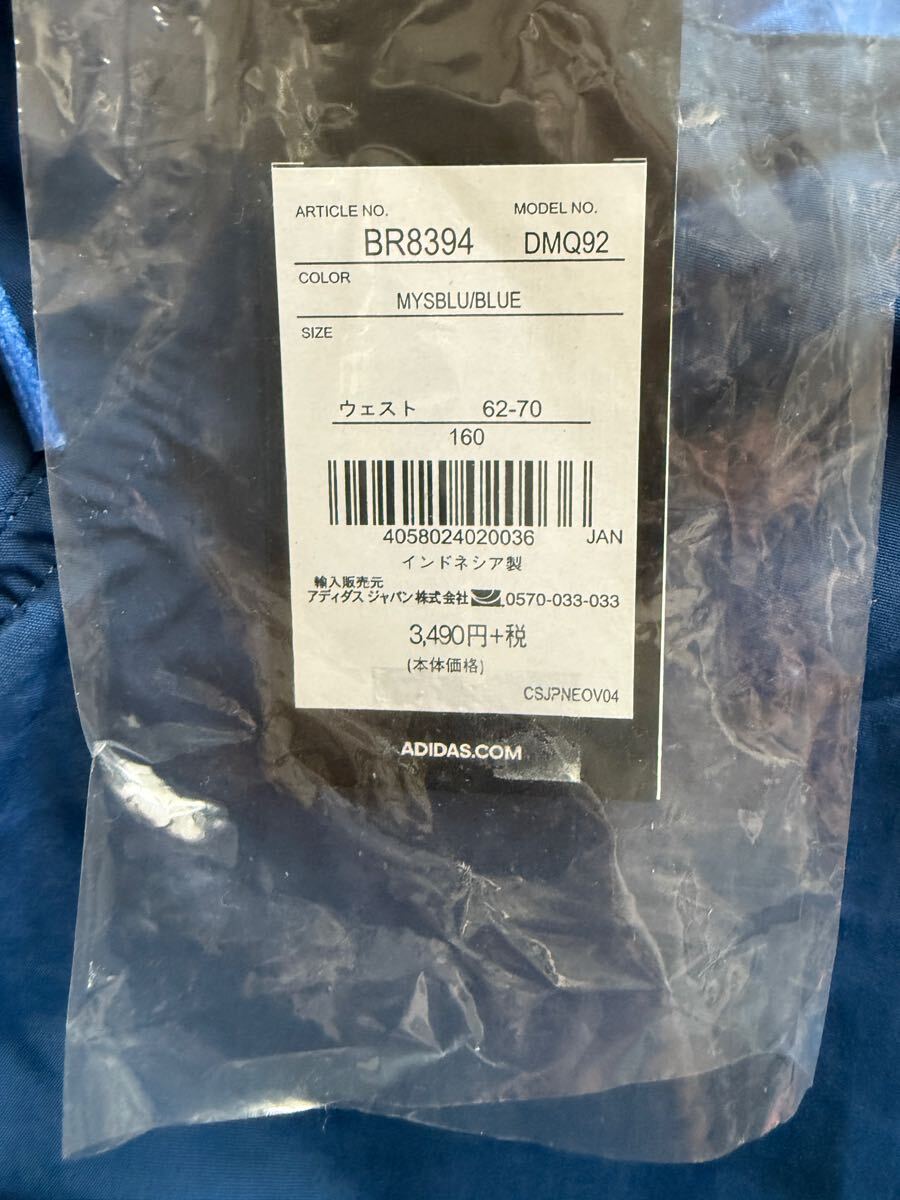 ARTICLE NO. MODEL NO.
BR8394 DMQ92
COLOR
MYSBLU/BLUE
SIZE
ウェスト 62-70
160
4058024020036 JAN
インドネシア製
輸入販売元
アディダス ジャパン株式会社 0570-033-033
3,490円+税
(本体価格)
CSJPNEOV04
ADIDAS.COM